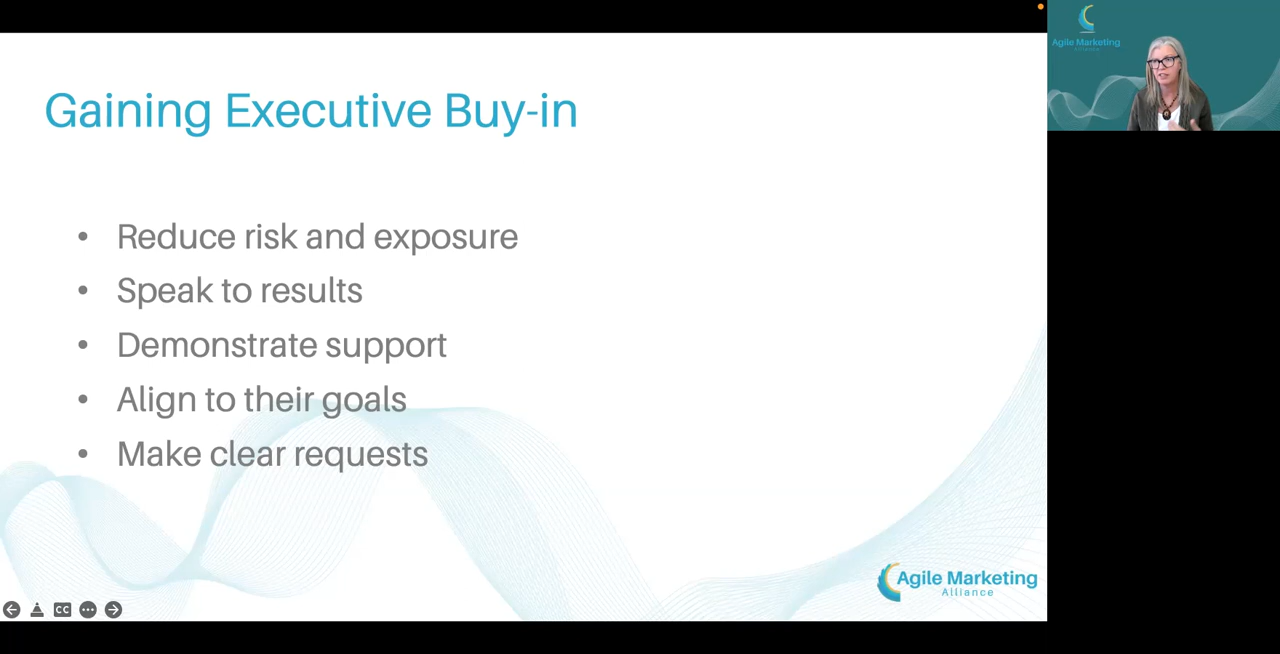 Gaining Executive Buy-in
• Reduce risk and exposure
• Speak to results
• Demonstrate support
• Align to their goals
• Make clear requests
Agile Marketing
Alliance
CC
Agile Marketing
Alliance